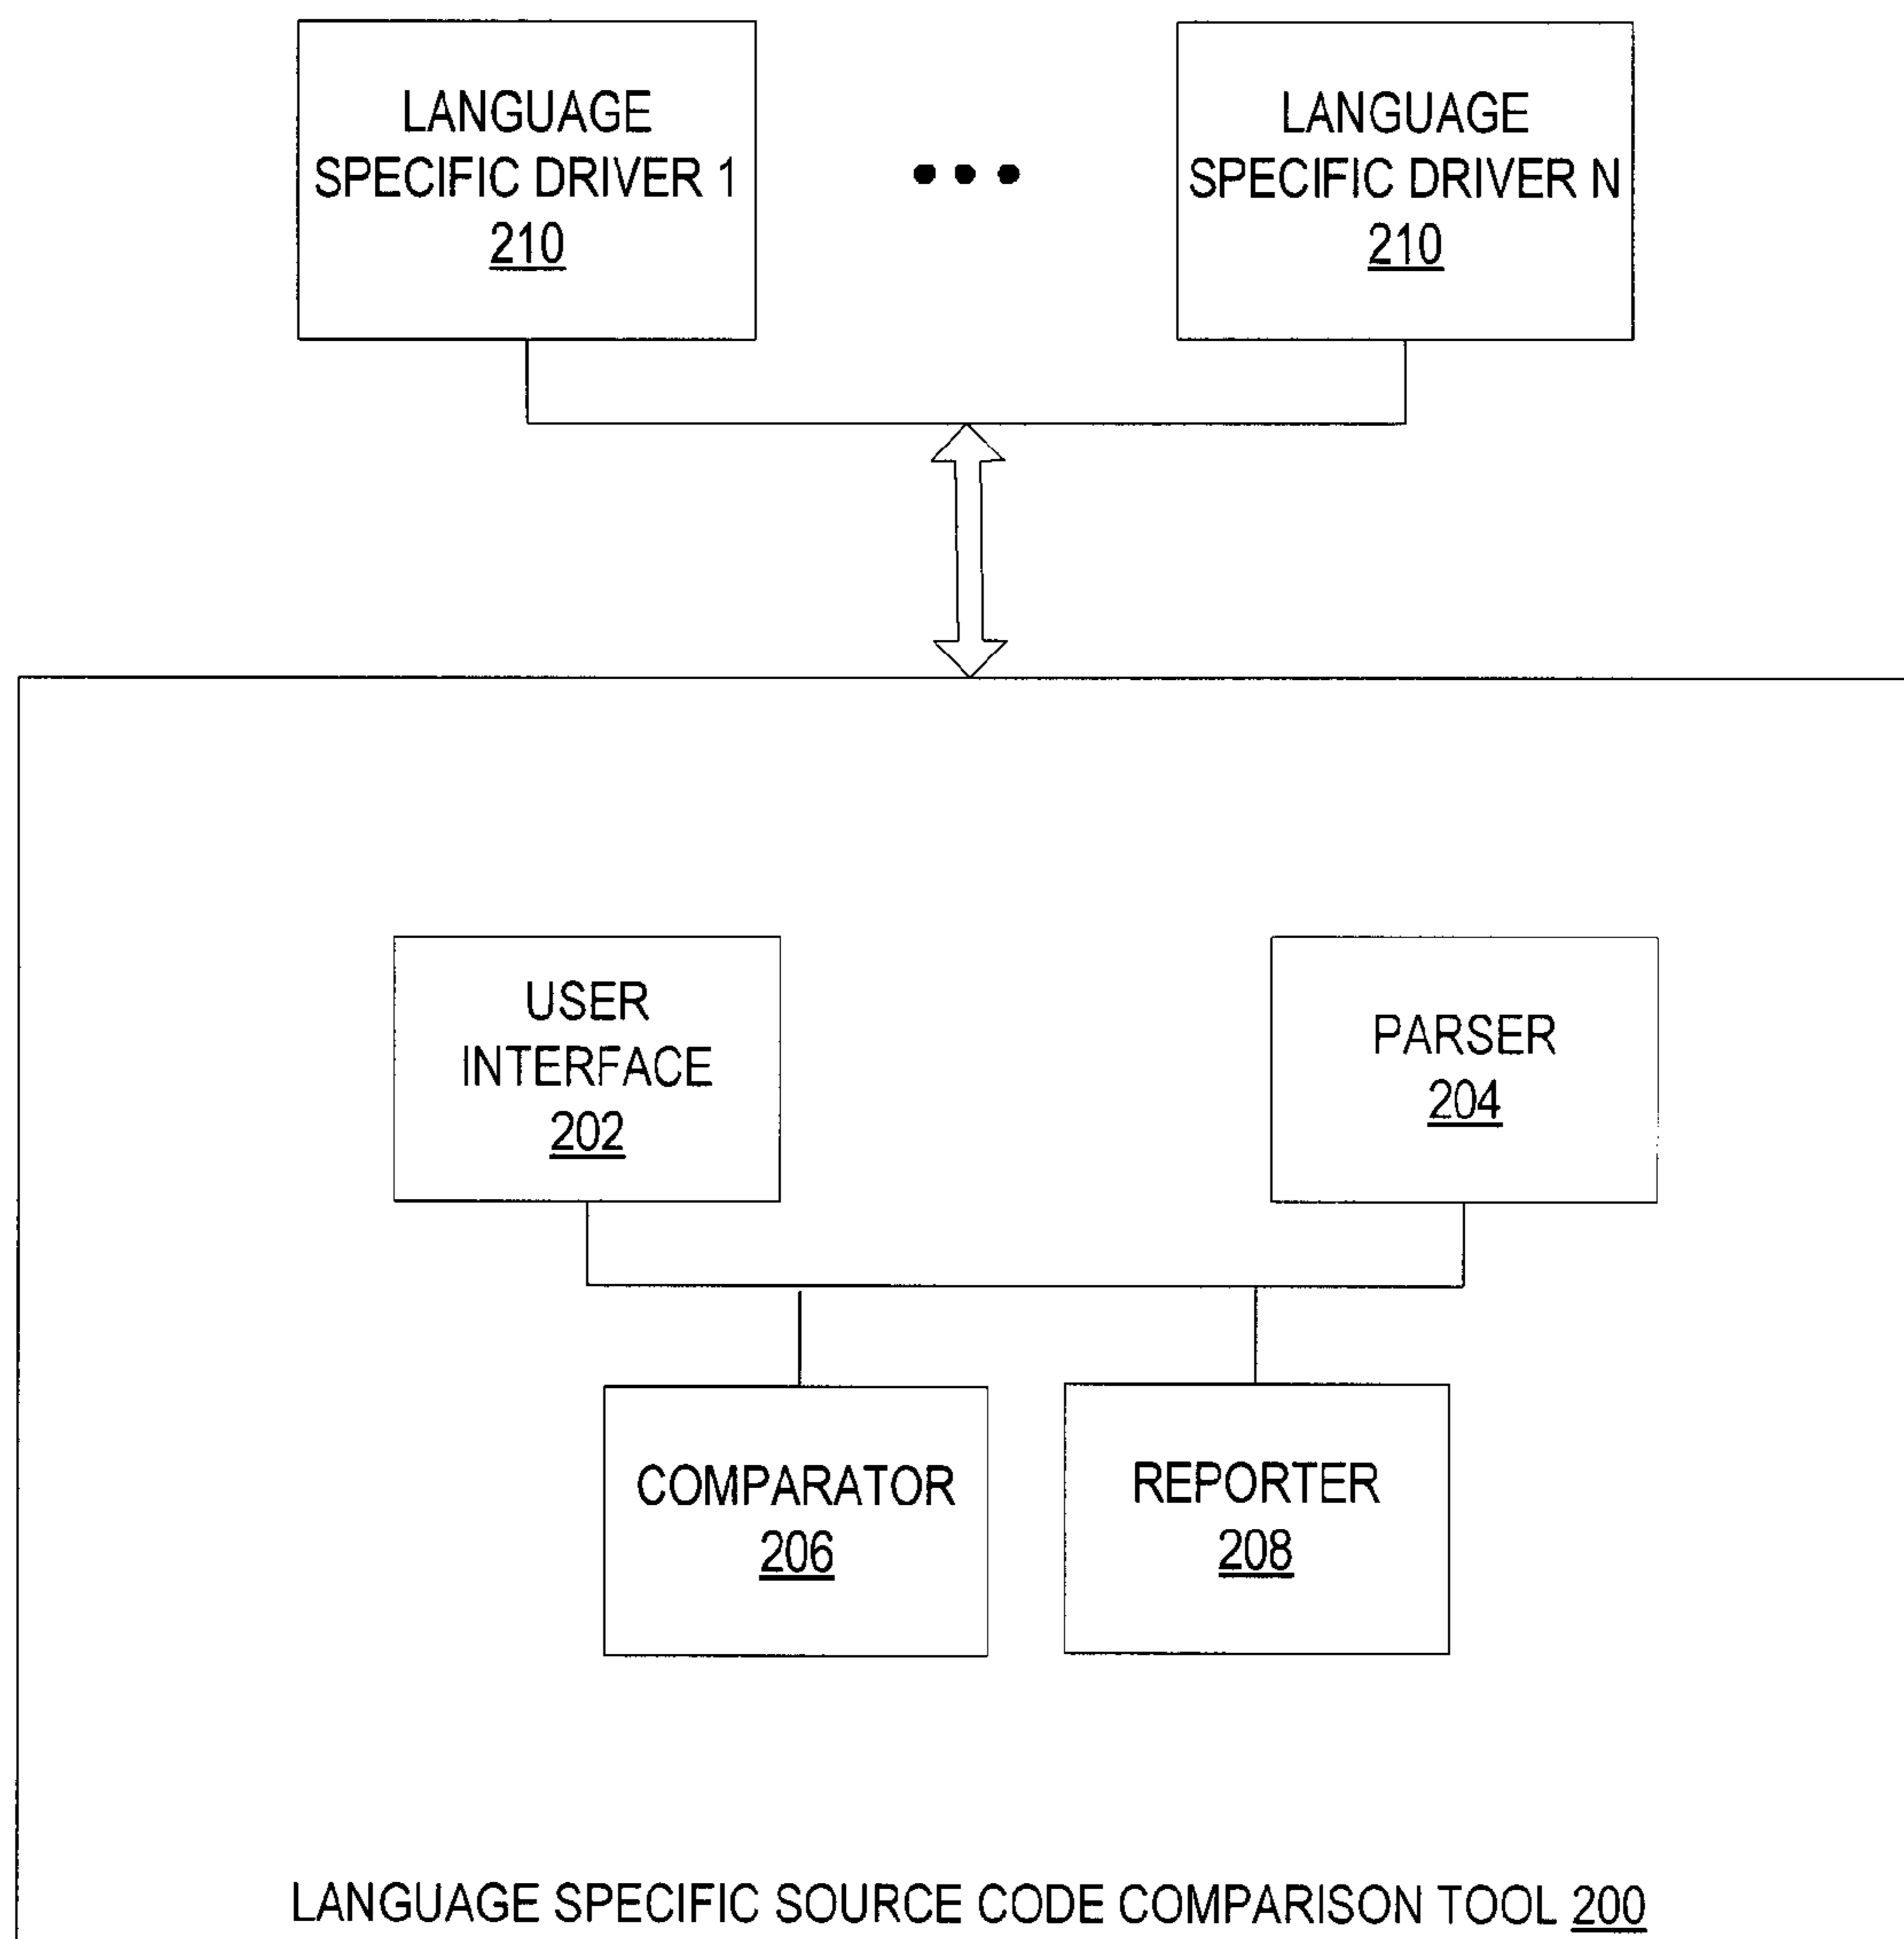 LANGUAGE
SPECIFIC DRIVER 1
210
LANGUAGE
SPECIFIC DRIVER N
210
USER
INTERFACE
202
PARSER
204
COMPARATOR
206
REPORTER
208
LANGUAGE SPECIFIC SOURCE CODE COMPARISON TOOL 200